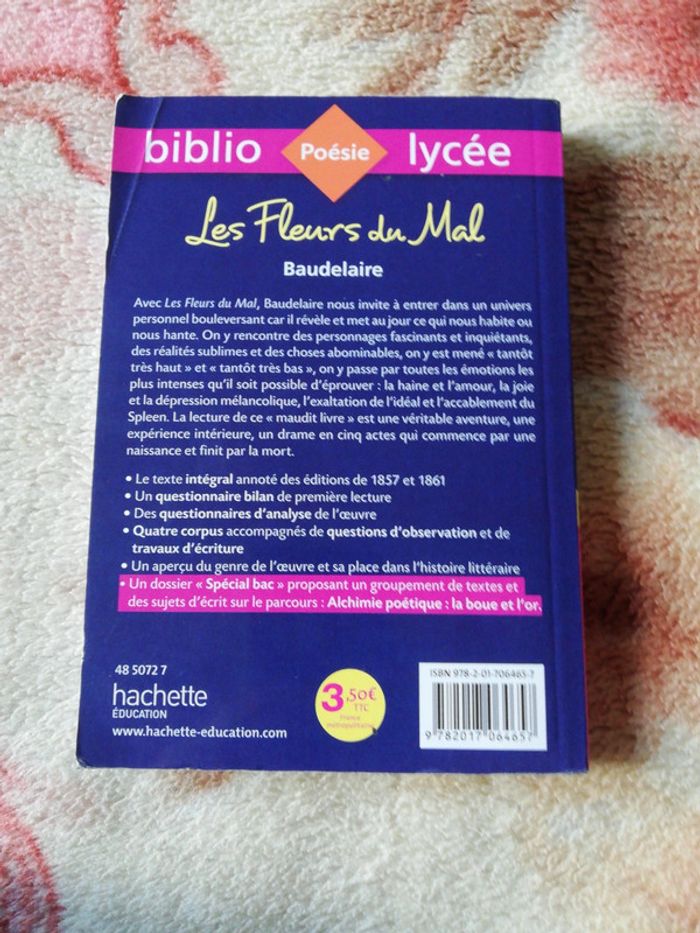 biblio Poésie lycée
Les Fleurs du Mal
Baudelaire
Avec Les Fleurs du Mal, Baudelaire nous invite à entrer dans un univers
personnel bouleversant car il révèle et met au jour ce qui nous habite ou
nous hante. On y rencontre des personnages fascinants et inquiétants,
des réalités sublimes et des choses abominables, on y est mené « tantôt
très haut » et « tantôt très bas », on y passe par toutes les émotions les
plus intenses qu'il soit possible d'éprouver : la haine et l'amour, la joie
et la dépression mélancolique, l'exaltation de l'idéal et l'accablement du
Spleen. La lecture de ce « maudit livre » est une véritable aventure, une
expérience intérieure, un drame en cinq actes qui commence par une
naissance et finit par la mort.
• Le texte intégral annoté des éditions de 1857 et 1861
• Un questionnaire bilan de première lecture
• Des questionnaires d'analyse de l'œuvre
• Quatre corpus accompagnés de questions d'observation et de
travaux d'écriture
• Un aperçu du genre de l'œuvre et sa place dans l'histoire littéraire
• Un dossier « Spécial bac » proposant un groupement de textes et
des sujets d'écrit sur le parcours : Alchimie poétique : la boue et l'or.
48 5072 7
hachette
ÉDUCATION
www.hachette-education.com
3,50€
TTC
France
métropolitaine
ISBN 978-2-01-706465-7
9 782017 064657